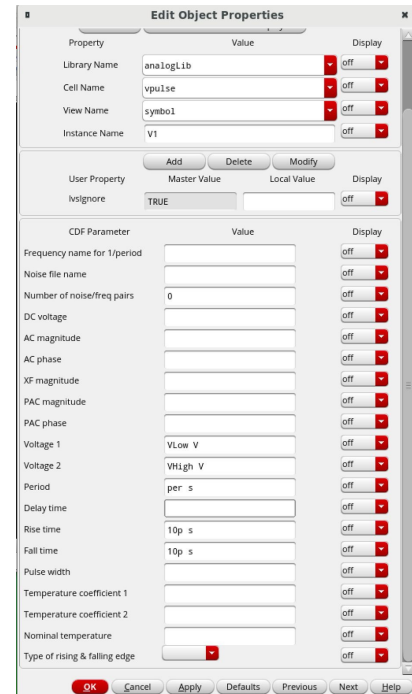 Edit Object Properties
Property Value Display
Library Name analogLib off
Cell Name vpulse off
View Name symbol off
Instance Name V1 off
Add Delete Modify
User Property Master Value Local Value Display
lvsIgnore TRUE off
CDF Parameter Value Display
Frequency name for 1/period off
Noise file name off
Number of noise/freq pairs 0 off
DC voltage off
AC magnitude off
AC phase off
XF magnitude off
PAC magnitude off
PAC phase off
Voltage 1 VLow V off
Voltage 2 VHigh V off
Period per s off
Delay time off
Rise time 10p s off
Fall time 10p s off
Pulse width off
Temperature coefficient 1 off
Temperature coefficient 2 off
Nominal temperature off
Type of rising & falling edge off
OK Cancel Apply Defaults Previous Next Help